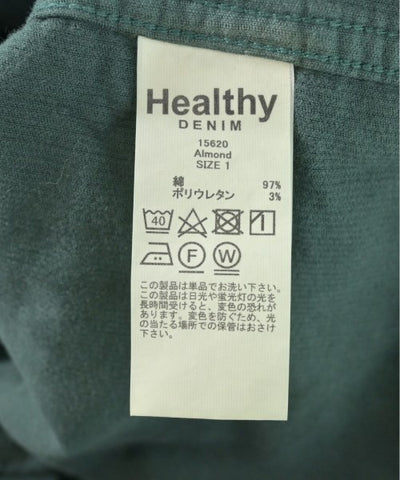 Healthy
DENIM
15620
Almond
SIZE 1
綿 97%
ポリウレタン 3%
40
F W
この製品は単品でお洗い下さい。
この製品は日光や蛍光灯の光を
長時間受けると、変色の恐れが
あります。変色を防ぐため、光
の当たる場所での保管はおさけ
下さい。